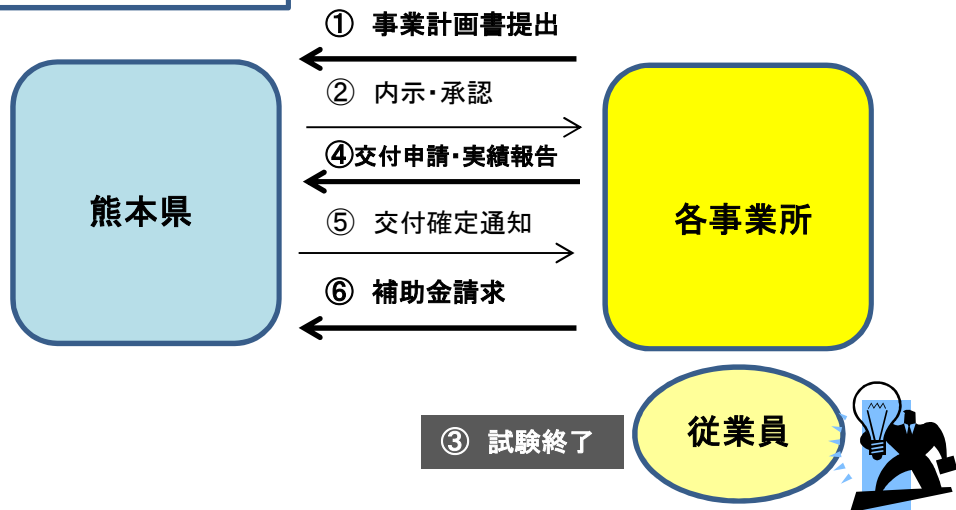 ① 事業計画書提出
② 内示・承認
④交付申請・実績報告
熊本県
各事業所
⑤ 交付確定通知
⑥ 補助金請求
③ 試験終了
従業員